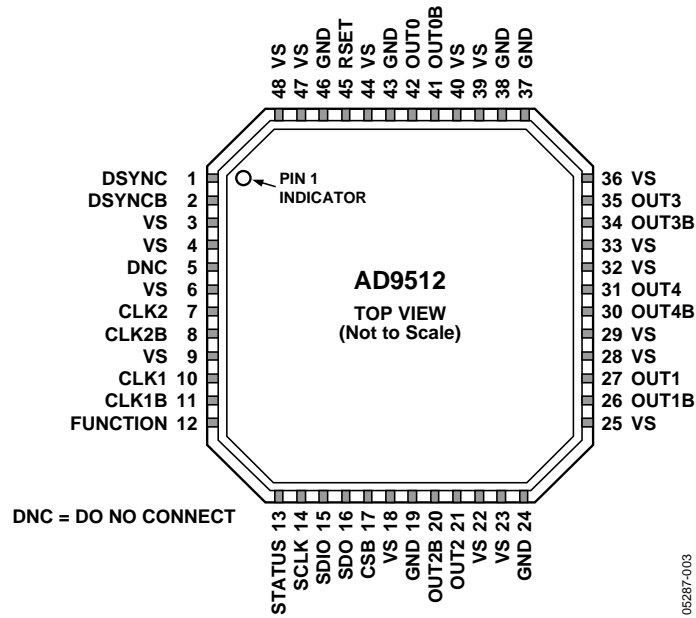 48 VS
47 VS
46 GND
45 RSET
44 VS
43 GND
42 OUT0
41 OUT0B
40 VS
39 VS
38 GND
37 GND
DSYNC 1
DSYNCB 2
VS 3
VS 4
DNC 5
VS 6
CLK2 7
CLK2B 8
VS 9
CLK1 10
CLK1B 11
FUNCTION 12
PIN 1
INDICATOR
AD9512
TOP VIEW
(Not to Scale)
36 VS
35 OUT3
34 OUT3B
33 VS
32 VS
31 OUT4
30 OUT4B
29 VS
28 VS
27 OUT1
26 OUT1B
25 VS
DNC = DO NO CONNECT
STATUS 13
SCLK 14
SDIO 15
SDO 16
CSB 17
VS 18
GND 19
OUT2B 20
OUT2 21
VS 22
VS 23
GND 24
05287-003